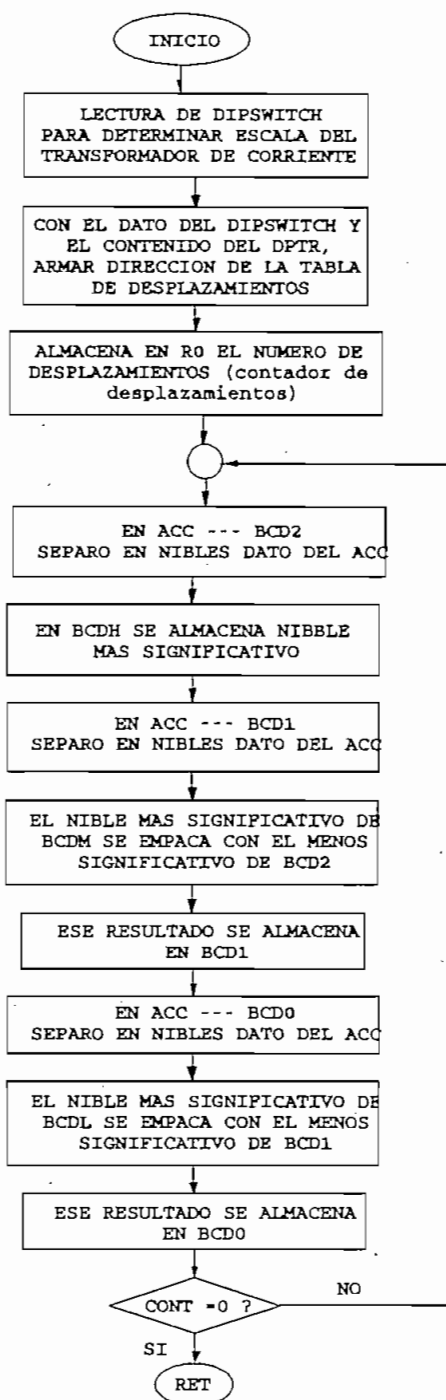 INICIO
LECTURA DE DIPSWITCH
PARA DETERMINAR ESCALA DEL
TRANSFORMADOR DE CORRIENTE
CON EL DATO DEL DIPSWITCH Y
EL CONTENIDO DEL DPTR,
ARMAR DIRECCION DE LA TABLA
DE DESPLAZAMIENTOS
ALMACENA EN R0 EL NUMERO DE
DESPLAZAMIENTOS (contador de
desplazamientos)
EN ACC --- BCD2
SEPARO EN NIBLES DATO DEL ACC
EN BCDH SE ALMACENA NIBBLE
MAS SIGNIFICATIVO
EN ACC --- BCD1
SEPARO EN NIBLES DATO DEL ACC
EL NIBLE MAS SIGNIFICATIVO DE
BCDM SE EMPACA CON EL MENOS
SIGNIFICATIVO DE BCD2
ESE RESULTADO SE ALMACENA
EN BCD1
EN ACC --- BCD0
SEPARO EN NIBLES DATO DEL ACC
EL NIBLE MAS SIGNIFICATIVO DE
BCDL SE EMPACA CON EL MENOS
SIGNIFICATIVO DE BCD1
ESE RESULTADO SE ALMACENA
EN BCD0
CONT =0 ?
NO
SI
RET